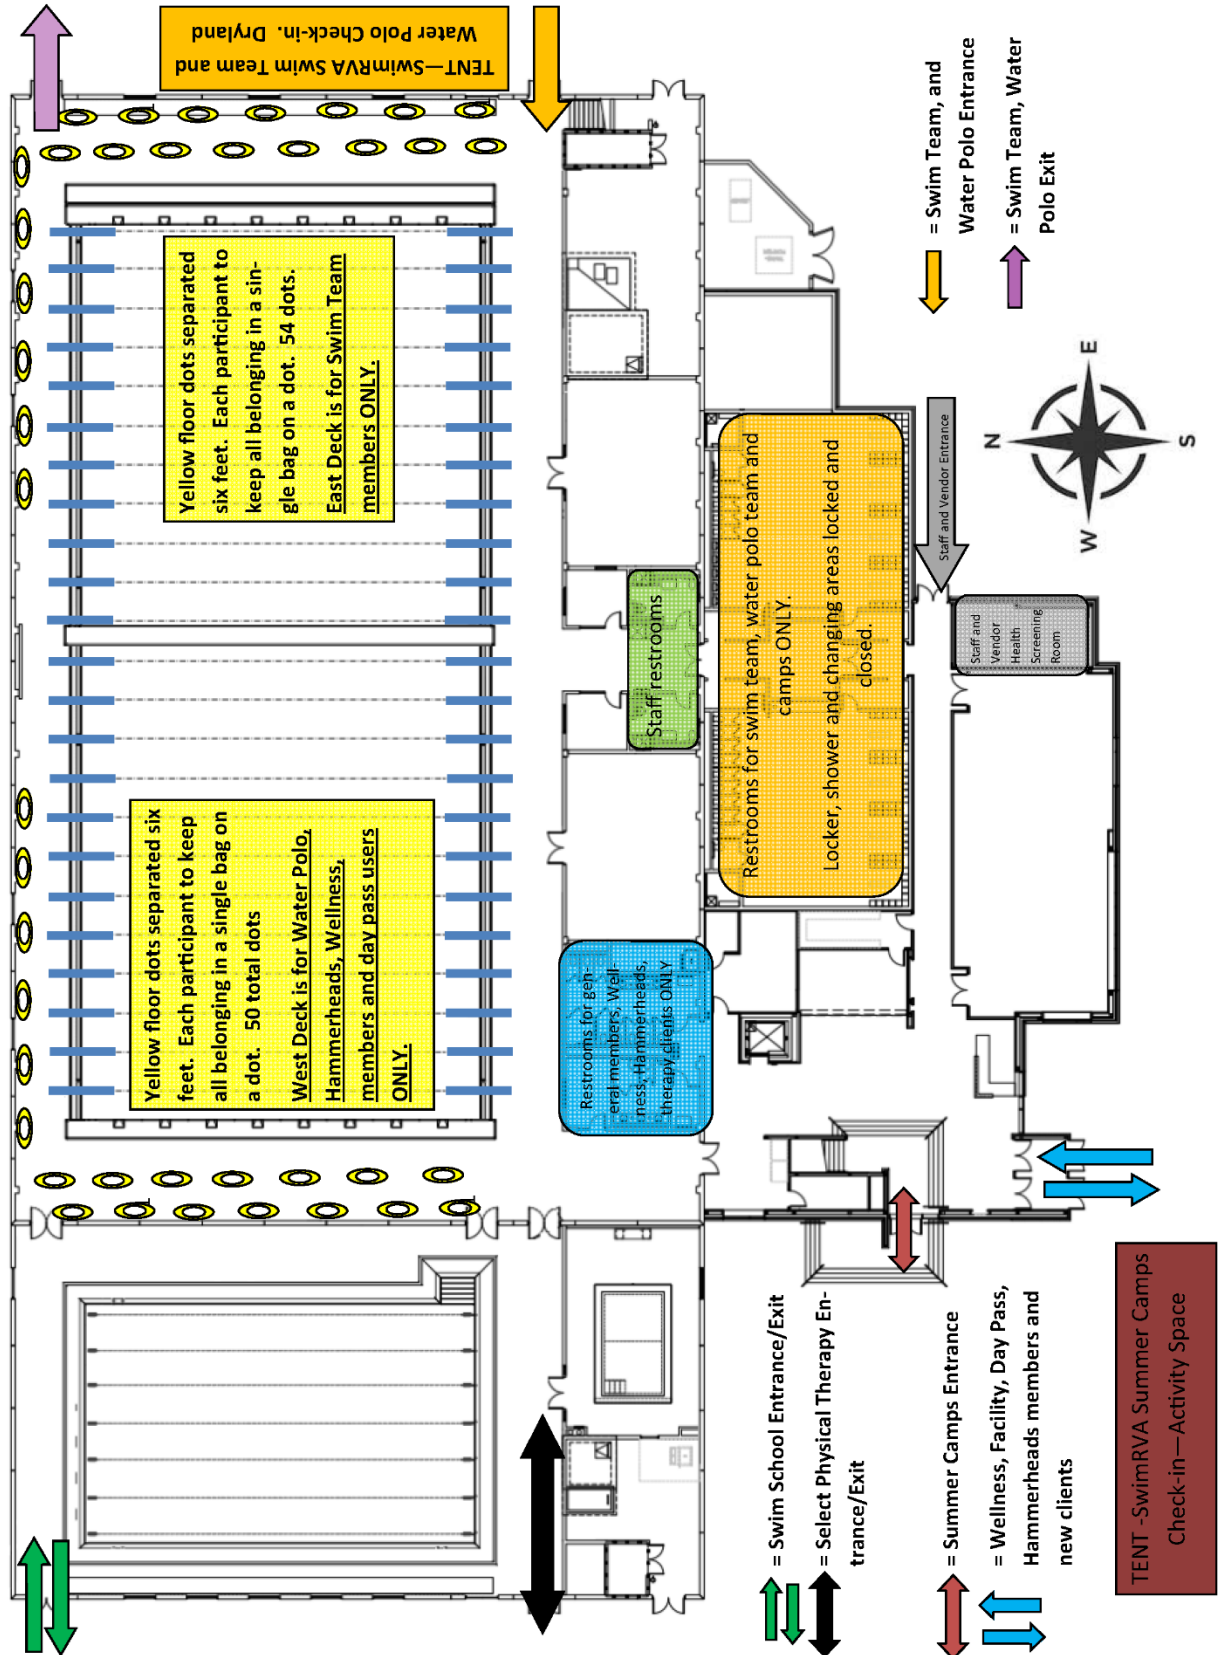 TENT—SwimRVA Swim Team and
Water Polo Check-in.  Dryland
Yellow floor dots separated six
feet.  Each participant to keep
all belonging in a single bag on
a dot.  50 total dots
West Deck is for Water Polo,
Hammerheads, Wellness,
members and day pass users
ONLY.
Yellow floor dots separated
six feet.  Each participant to
keep all belonging in a sin-
gle bag on a dot.  54 dots.
East Deck is for Swim Team
members ONLY.
Restrooms for gen-
eral members, Well-
ness, Hammerheads,
therapy clients ONLY
Staff restrooms
Restrooms for swim team, water polo team and
camps ONLY.
Locker, shower and changing areas locked and
closed.
Staff and Vendor Entrance
Staff and
Vendor
Health
Screening
Room
N
E
S
W
= Swim Team, and
Water Polo Entrance
= Swim Team, Water
Polo Exit
= Swim School Entrance/Exit
= Select Physical Therapy En-
trance/Exit
= Summer Camps Entrance
= Wellness, Facility, Day Pass,
Hammerheads members and
new clients
TENT -SwimRVA Summer Camps
Check-in—Activity Space